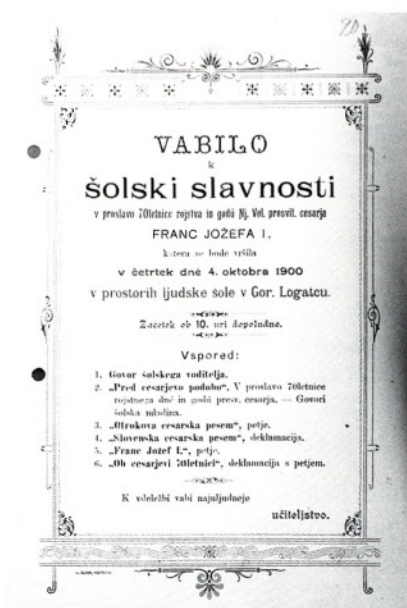 90
VABILO
k
šolski slavnosti
v proslavo 70letnice rojstva in godú Nj. Vel. presvitl. cesarja
FRANC JOŽEFA I.,
katera se bode vršila
v četrtek dné 4. oktobra 1900
v prostorih ljudske šole v Gor. Logatcu.
Začetek ob 10. uri dopoludne.
Vspored:
1. Govor šolskega voditelja.
2. „Pred cesarjevo podobo“, V proslavo 70letnice
rojstnega dné in godú presv. cesarja. — Govori
šolska mladina.
3. „Otrokova cesarska pesem“, petje.
4. „Slovenska cesarska pesem“, deklamacija.
5. „Franc Jožef I.“, petje.
6. „Ob cesarjevi 70letnici“, deklamacija s petjem.
K vdeležbi vabi najuljudneje
učiteljstvo.